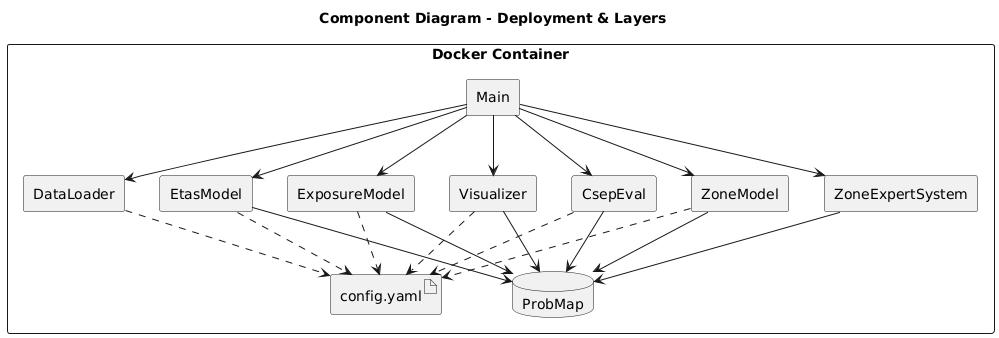 Component Diagram - Deployment & Layers
Docker Container
Main
DataLoader
EtasModel
ExposureModel
Visualizer
CsepEval
ZoneModel
ZoneExpertSystem
config.yaml
ProbMap